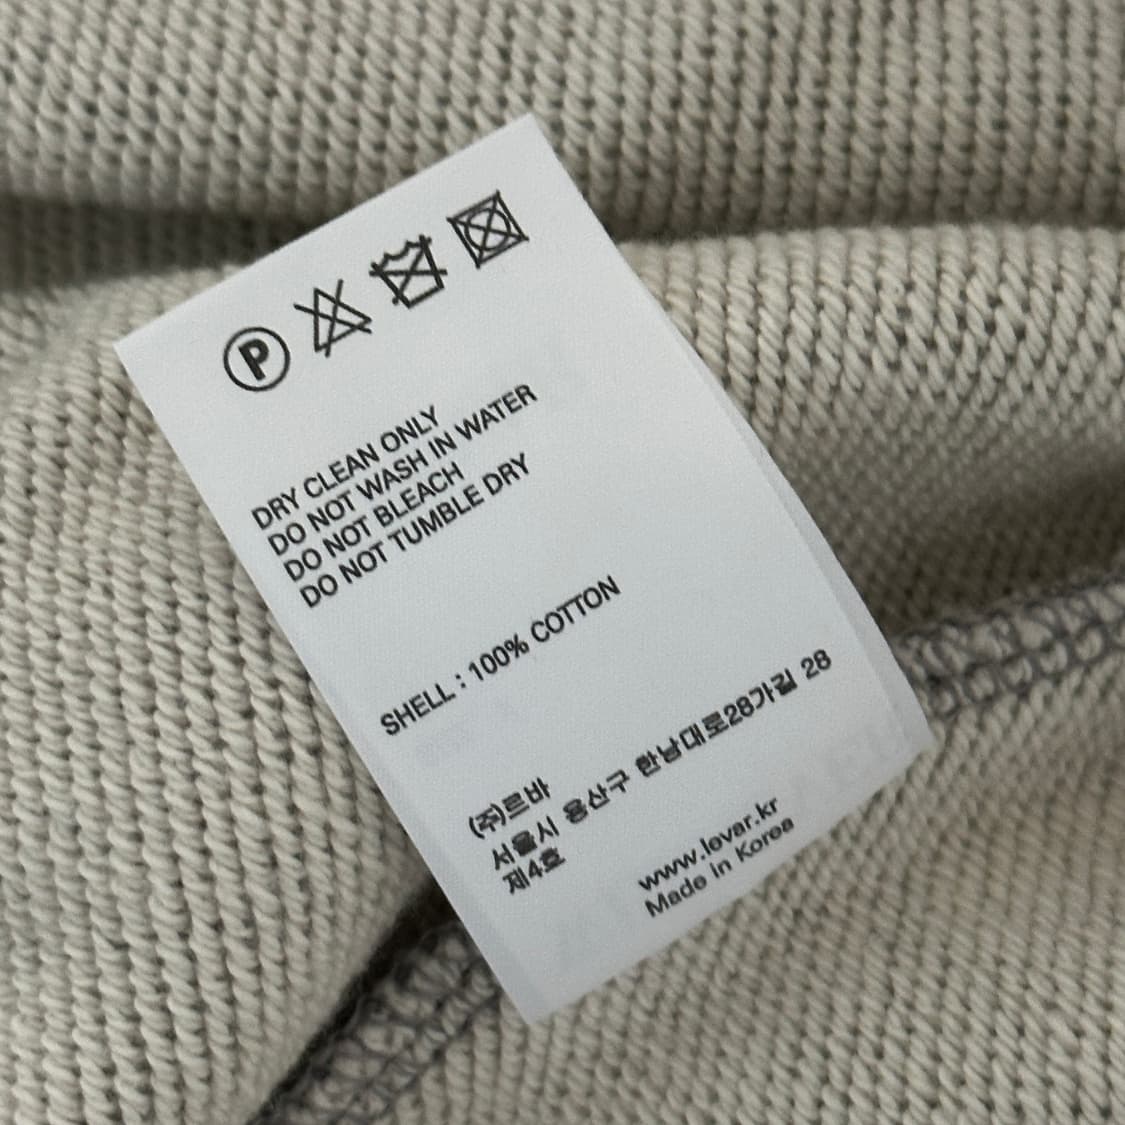 P
DRY CLEAN ONLY
DO NOT WASH IN WATER
DO NOT BLEACH
DO NOT TUMBLE DRY
SHELL : 100% COTTON
(주)르바
서울시 용산구 한남대로28가길 28
제4호
www.levar.kr
Made in Korea